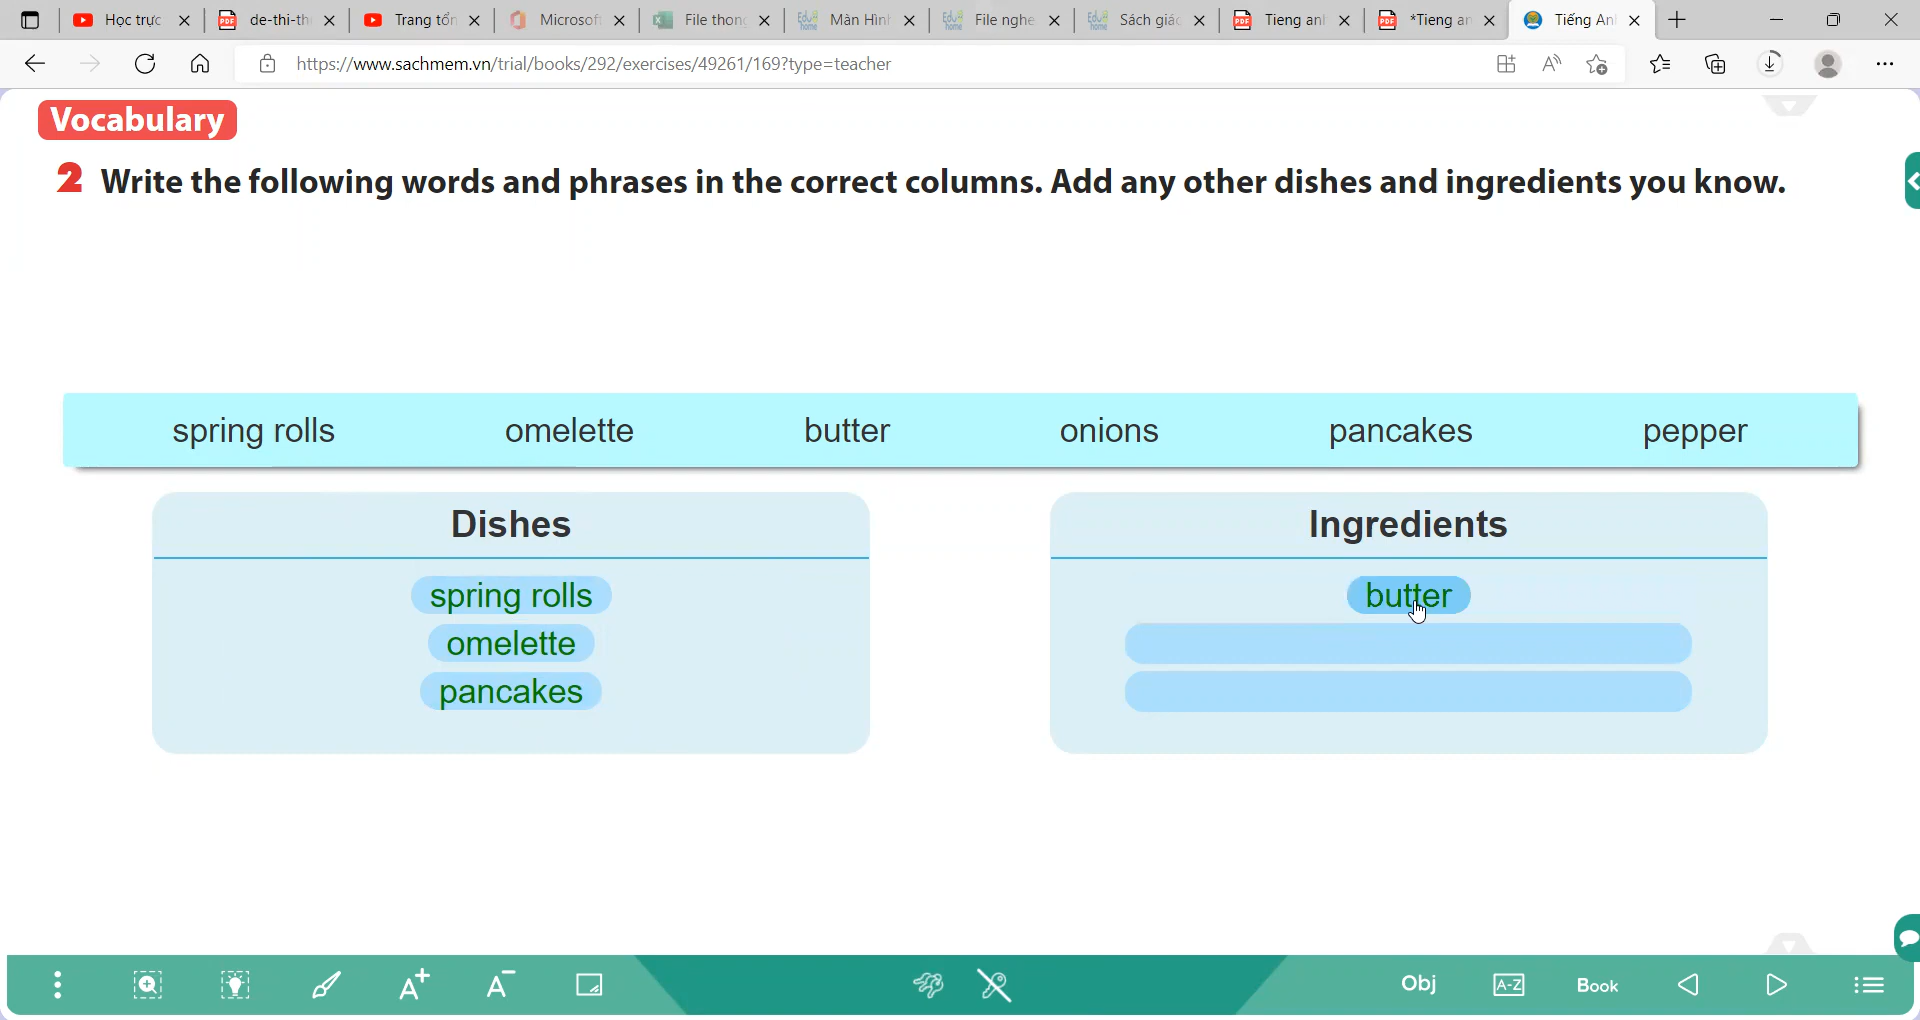 Học trực de-thi-th Trang tổn Microsoft File thong Màn Hình File nghe Sách giáo Tieng anh *Tieng an Tiếng Anh
https://www.sachmem.vn/trial/books/292/exercises/49261/169?type=teacher
Vocabulary
2 Write the following words and phrases in the correct columns. Add any other dishes and ingredients you know.
spring rolls omelette butter onions pancakes pepper
Dishes Ingredients
spring rolls butter
omelette
pancakes
A+ A- Obj A-Z Book